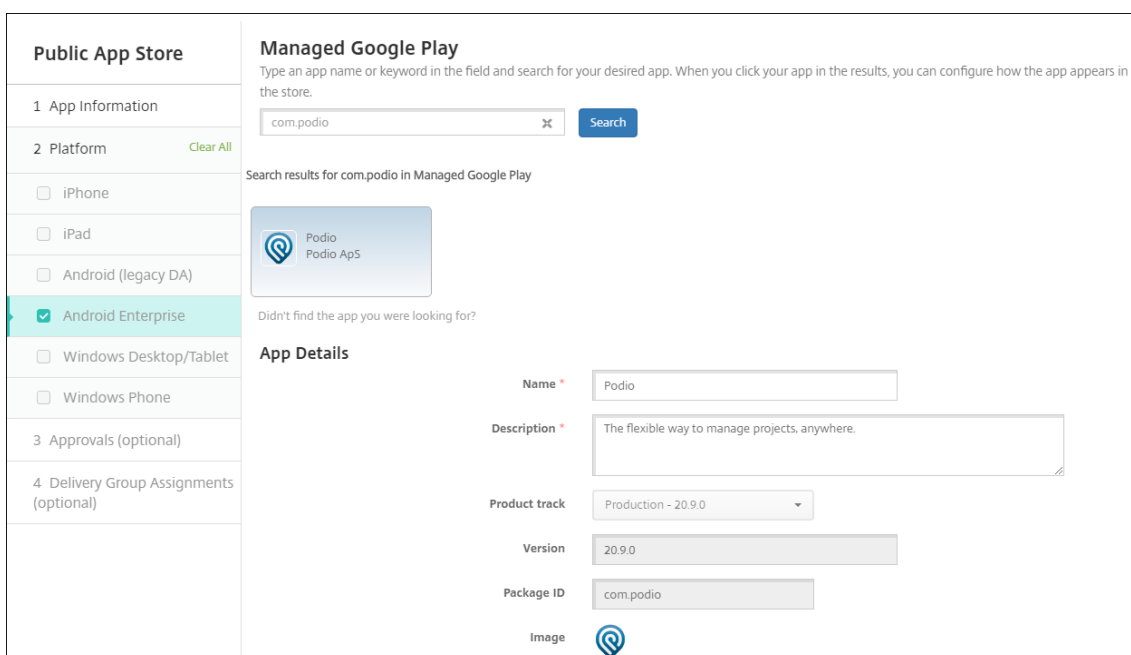 Public App Store
1 App Information
2 Platform
Clear All
iPhone
iPad
Android (legacy DA)
Android Enterprise
Windows Desktop/Tablet
Windows Phone
3 Approvals (optional)
4 Delivery Group Assignments
(optional)
Managed Google Play
Type an app name or keyword in the field and search for your desired app. When you click your app in the results, you can configure how the app appears in
the store.
com.podio
Search
Search results for com.podio in Managed Google Play
Podio
Podio ApS
Didn't find the app you were looking for?
App Details
Name *
Podio
Description *
The flexible way to manage projects, anywhere.
Product track
Production - 20.9.0
Version
20.9.0
Package ID
com.podio
Image